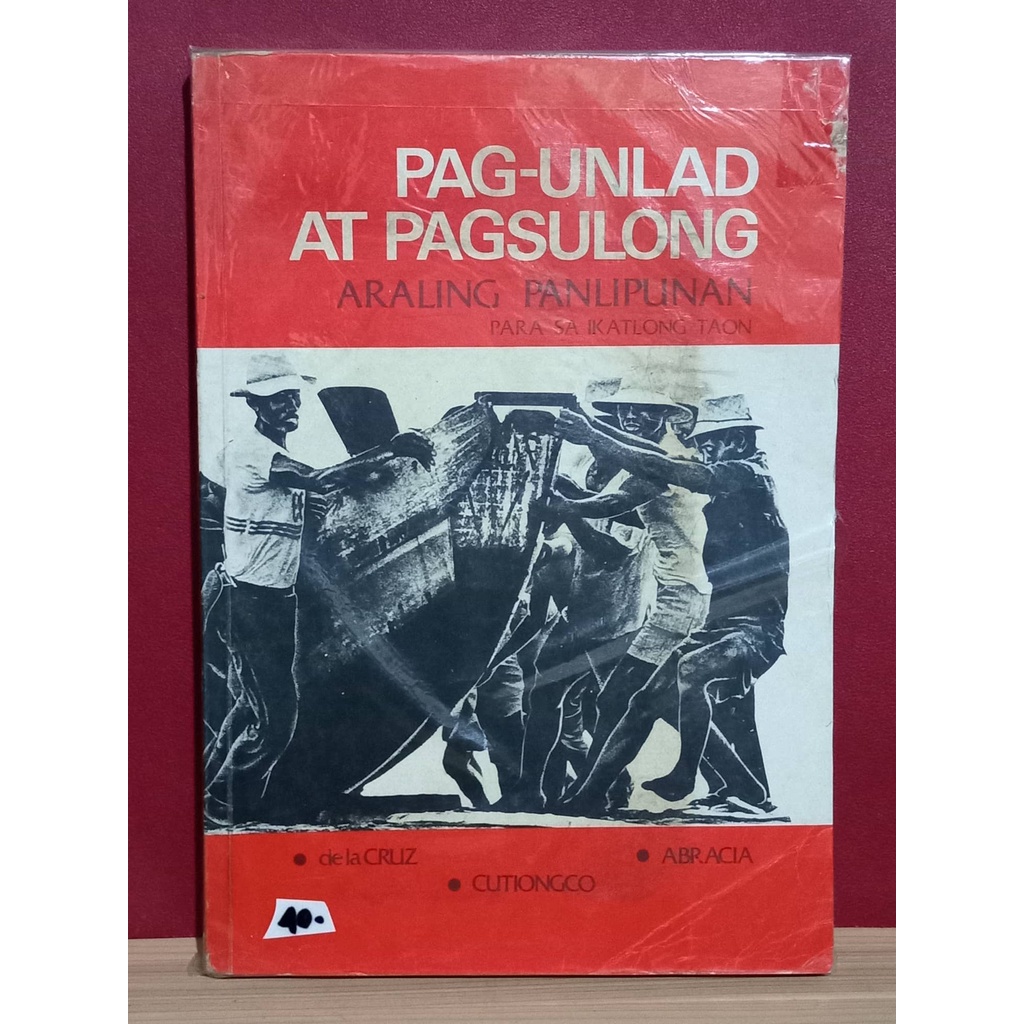 PAG-UNLAD
AT PAGSULONG
ARALING PANLIPUNAN
PARA SA IKATLONG TAON
• de la CRUZ
• ABRACIA
• CUTIONGCO
40.